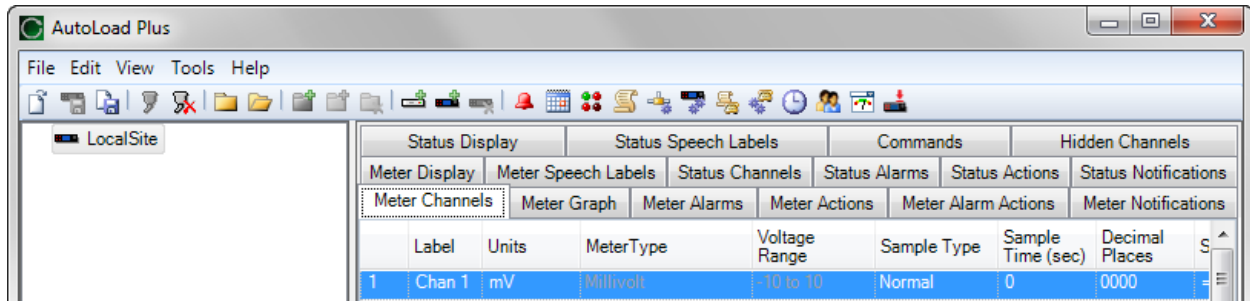 AutoLoad Plus
File Edit View Tools Help
LocalSite
Status Display Status Speech Labels Commands Hidden Channels
Meter Display Meter Speech Labels Status Channels Status Alarms Status Actions Status Notifications
Meter Channels Meter Graph Meter Alarms Meter Actions Meter Alarm Actions Meter Notifications
Label Units MeterType Voltage Range Sample Type Sample Time (sec) Decimal Places S
1 Chan 1 mV Millivolt -10 to 10 Normal 0 0000 =